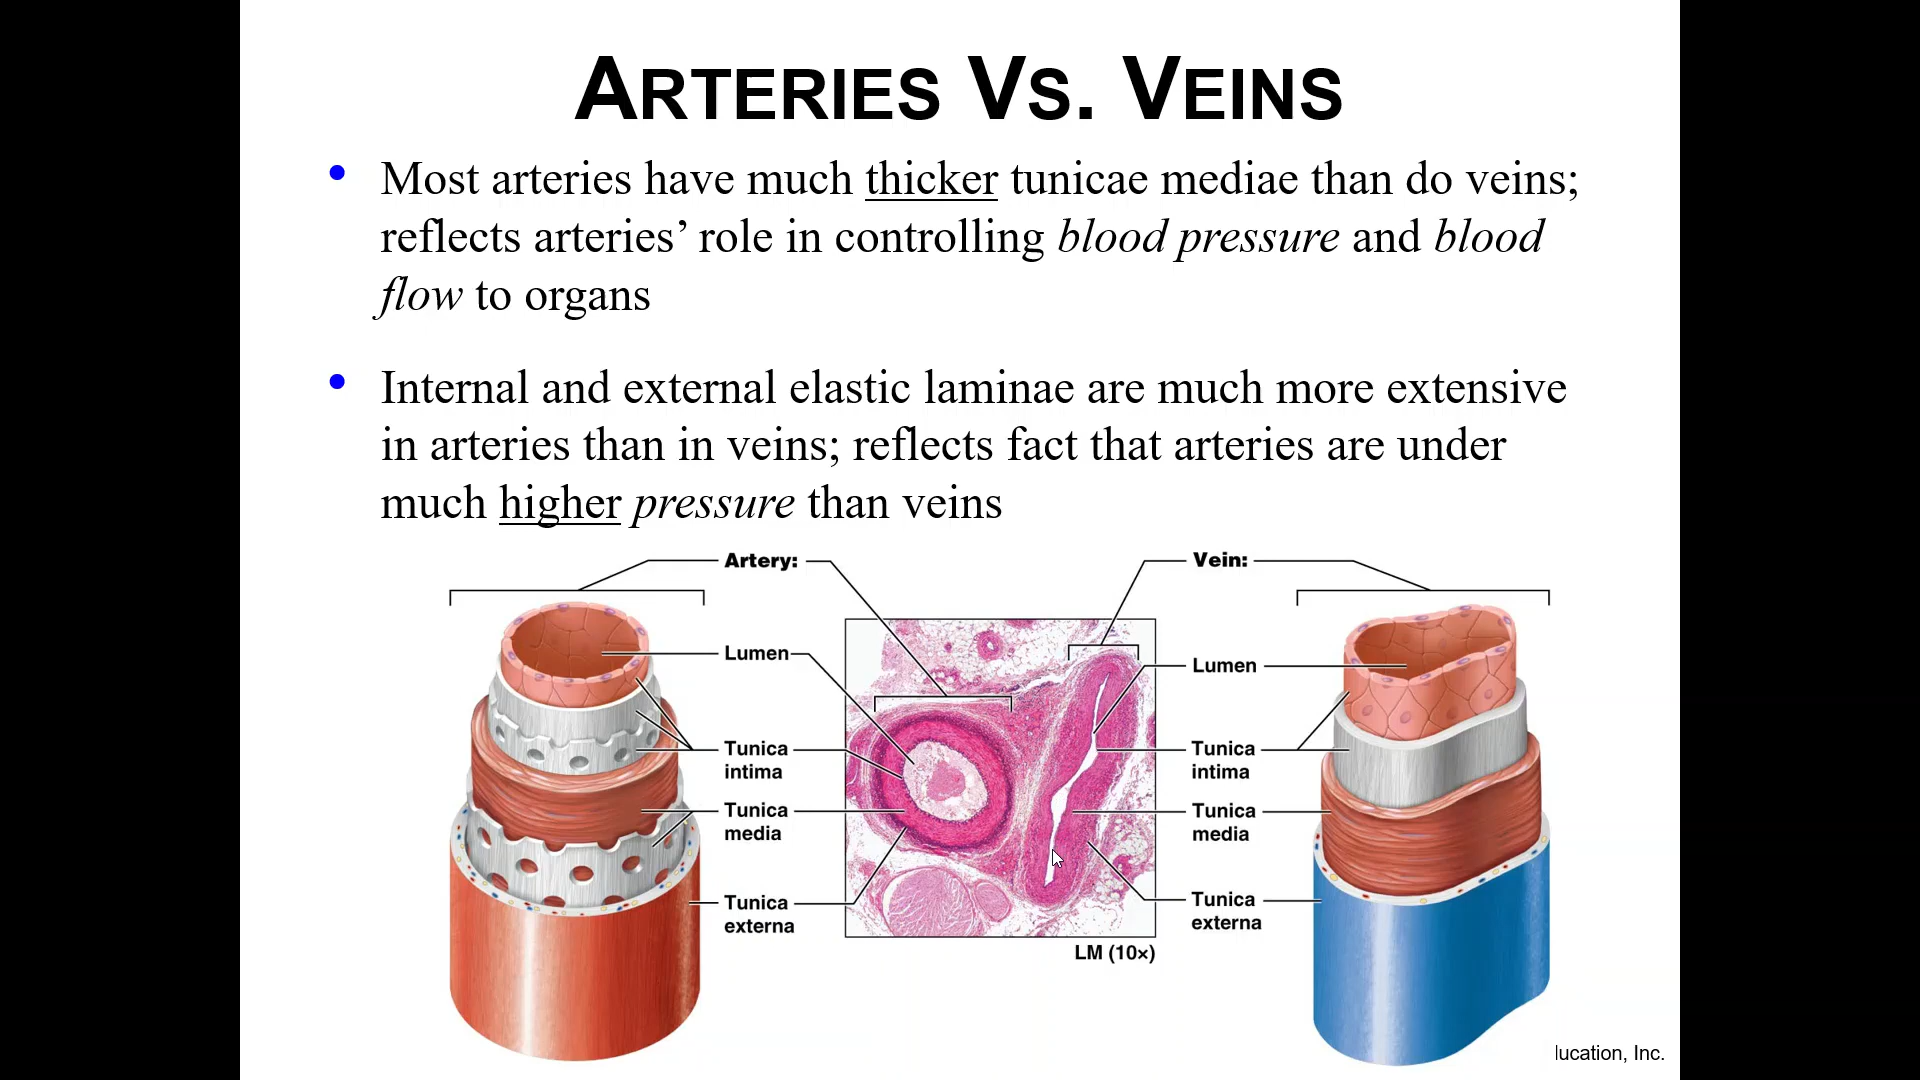 ARTERIES VS. VEINS
• Most arteries have much thicker tunicae mediae than do veins;
reflects arteries’ role in controlling blood pressure and blood
flow to organs
• Internal and external elastic laminae are much more extensive
in arteries than in veins; reflects fact that arteries are under
much higher pressure than veins
Artery:
Lumen
Tunica
intima
Tunica
media
Tunica
externa
LM (10×)
Vein:
Lumen
Tunica
intima
Tunica
media
Tunica
externa
Inc.